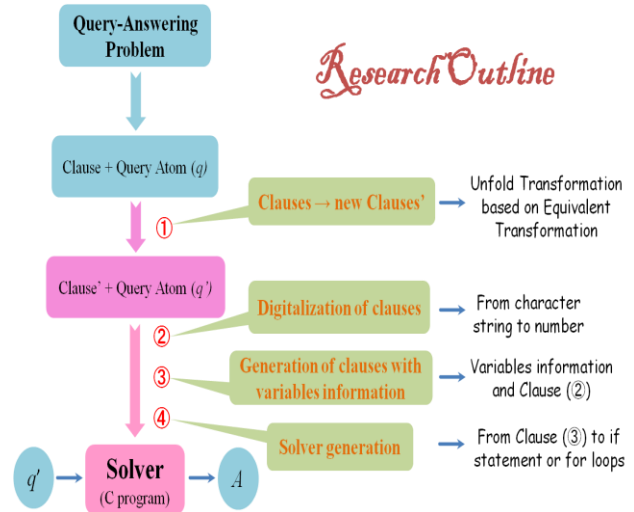 Query-Answering
Problem
Research Outline
Clause + Query Atom (q)
①
Clauses → new Clauses’
Unfold Transformation
based on Equivalent
Transformation
Clause’ + Query Atom (q’)
②
Digitalization of clauses
From character
string to number
③
Generation of clauses with
variables information
Variables information
and Clause (②)
④
Solver generation
From Clause (③) to if
statement or for loops
q’
Solver
(C program)
A